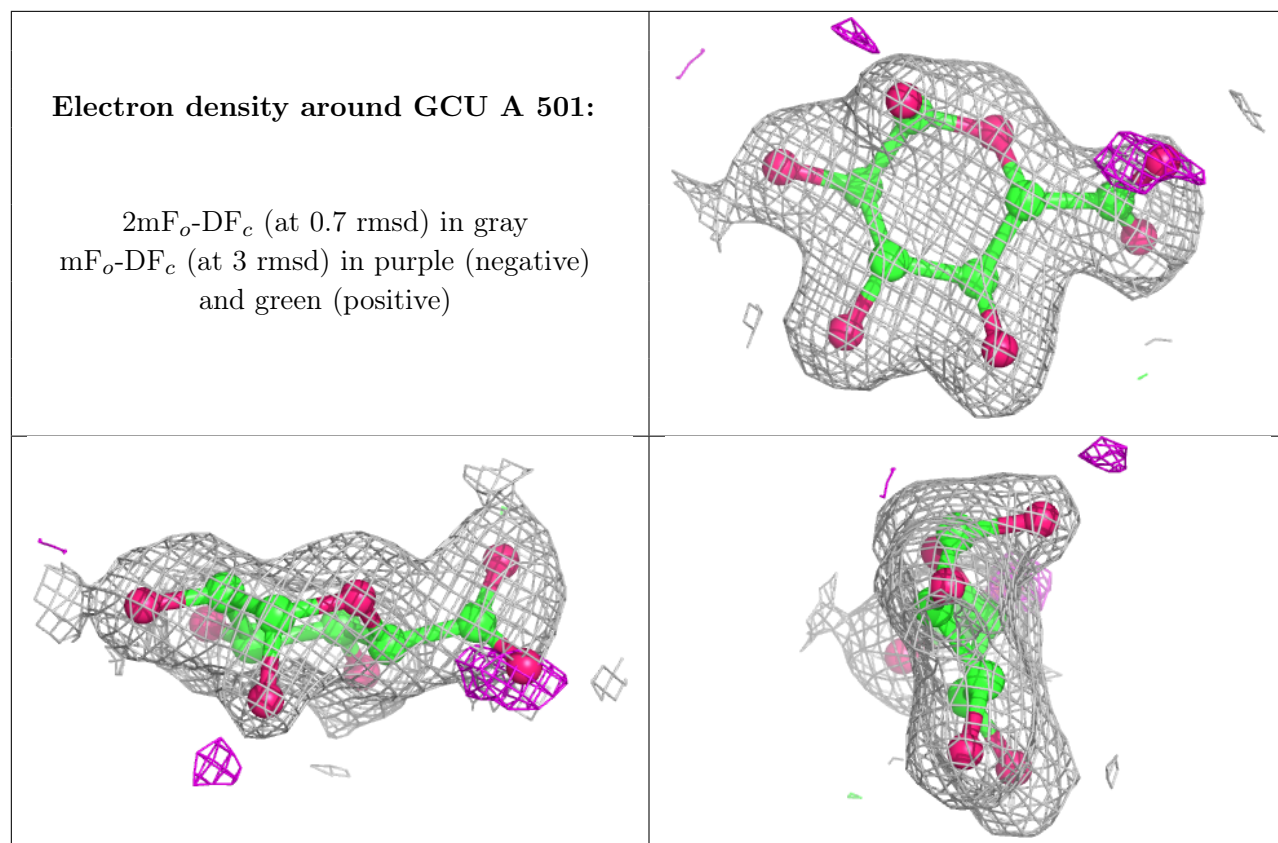 Electron density around GCU A 501:
2mFₒ-DF𝒸 (at 0.7 rmsd) in gray
mFₒ-DF𝒸 (at 3 rmsd) in purple (negative)
and green (positive)